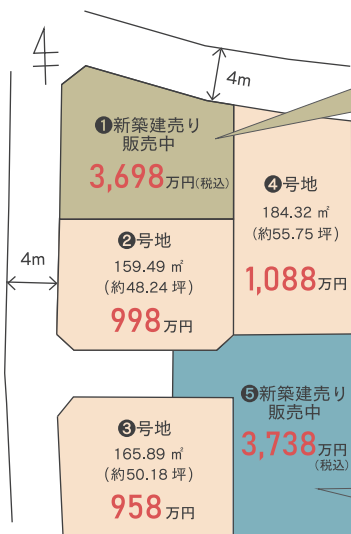 4m
❶新築建売り
販売中
3,698万円(税込)
❹号地
184.32 ㎡
(約55.75 坪)
1,088万円
❷号地
159.49 ㎡
(約48.24 坪)
998万円
4m
❺新築建売り
販売中
3,738万円
(税込)
❸号地
165.89 ㎡
(約50.18 坪)
958万円